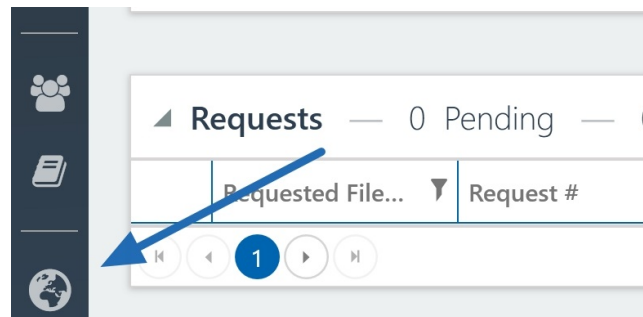 Requests — 0 Pending —
Requested File... Request #
1